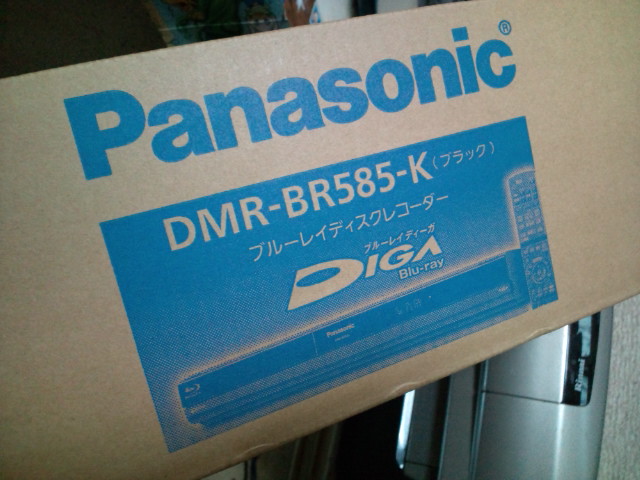 Panasonic®
DMR-BR585-K(ブラック)
ブルーレイディスクレコーダー
ブルーレイディーガ
DIGA
Blu-ray
Panasonic